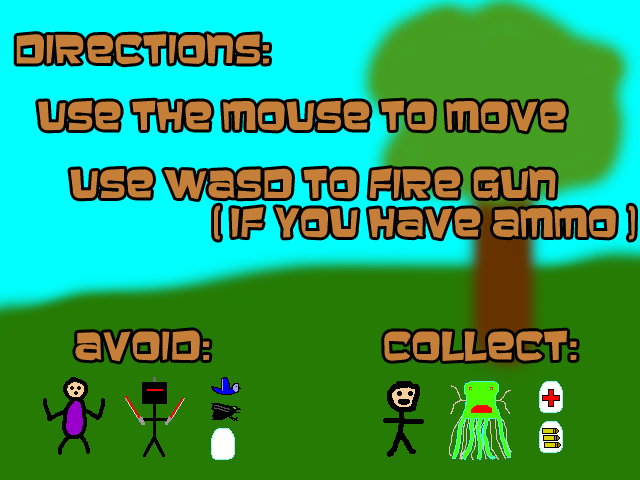 DIRECTIONS:
USE THE MOUSE TO MOVE
USE WASD TO FIRE GUN
( IF YOU HAVE AMMO )
AVOID:
COLLECT: